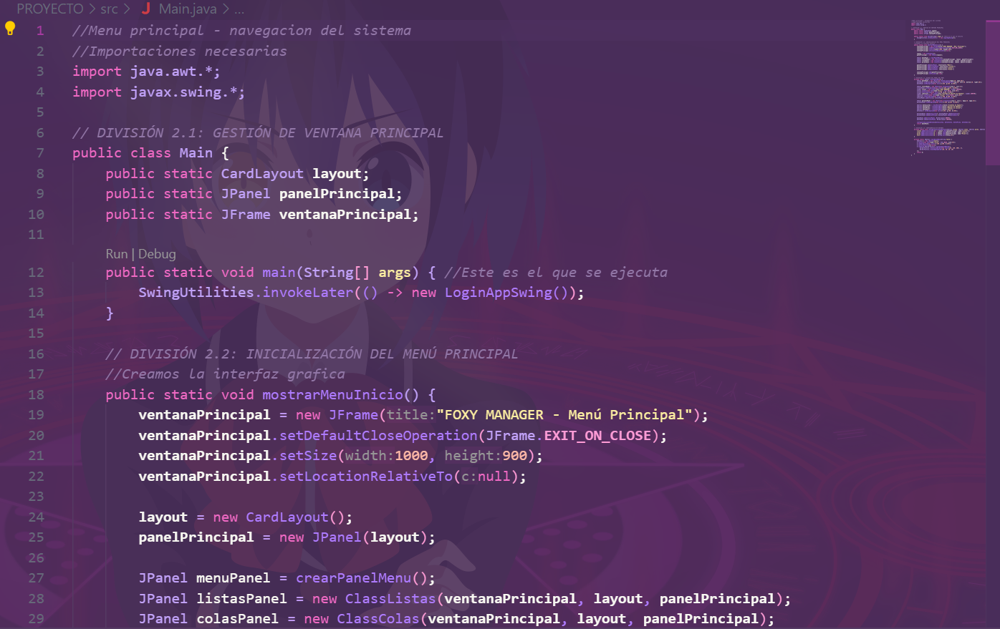 PROYECTO > src > J Main.java > ...
1 //Menu principal - navegacion del sistema
2 //Importaciones necesarias
3 import java.awt.*;
4 import javax.swing.*;
5
6 // DIVISIÓN 2.1: GESTIÓN DE VENTANA PRINCIPAL
7 public class Main {
8 public static CardLayout layout;
9 public static JPanel panelPrincipal;
10 public static JFrame ventanaPrincipal;
11
Run | Debug
12 public static void main(String[] args) { //Este es el que se ejecuta
13 SwingUtilities.invokeLater(() -> new LoginAppSwing());
14 }
15
16 // DIVISIÓN 2.2: INICIALIZACIÓN DEL MENÚ PRINCIPAL
17 //Creamos la interfaz grafica
18 public static void mostrarMenuInicio() {
19 ventanaPrincipal = new JFrame(title:"FOXY MANAGER - Menú Principal");
20 ventanaPrincipal.setDefaultCloseOperation(JFrame.EXIT_ON_CLOSE);
21 ventanaPrincipal.setSize(width:1000, height:900);
22 ventanaPrincipal.setLocationRelativeTo(c:null);
23
24 layout = new CardLayout();
25 panelPrincipal = new JPanel(layout);
26
27 JPanel menuPanel = crearPanelMenu();
28 JPanel listasPanel = new ClassListas(ventanaPrincipal, layout, panelPrincipal);
29 JPanel colasPanel = new ClassColas(ventanaPrincipal, layout, panelPrincipal);